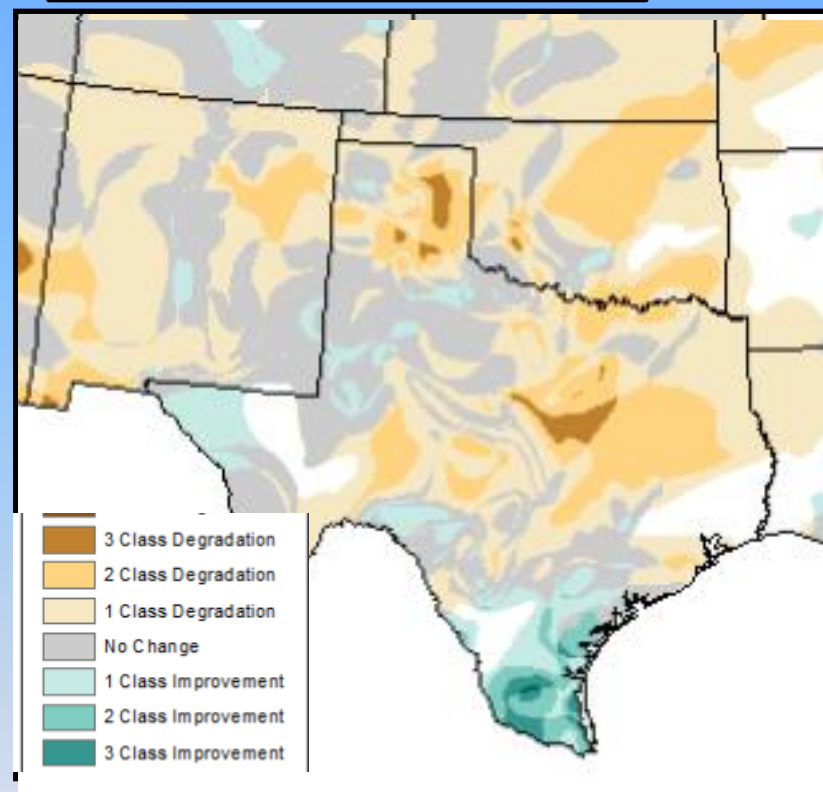 3 Class Degradation
2 Class Degradation
1 Class Degradation
No Change
1 Class Improvement
2 Class Improvement
3 Class Improvement